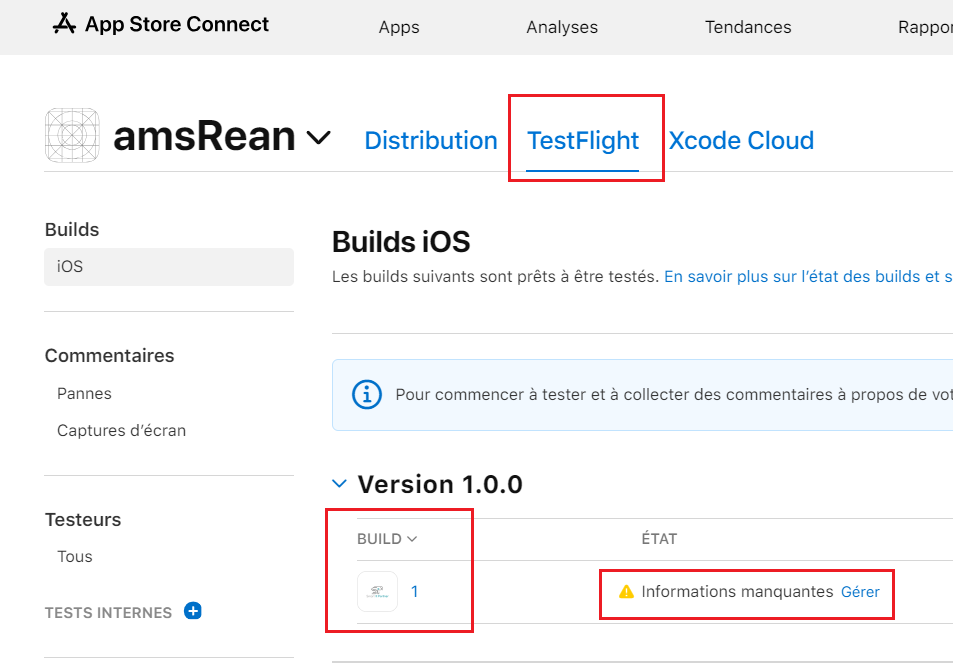 App Store Connect
Apps
Analyses
Tendances
Rappor
amsRean
Distribution
TestFlight
Xcode Cloud
Builds
iOS
Commentaires
Pannes
Captures d’écran
Testeurs
Tous
TESTS INTERNES
Builds iOS
Les builds suivants sont prêts à être testés. En savoir plus sur l’état des builds et s
Pour commencer à tester et à collecter des commentaires à propos de vot
Version 1.0.0
BUILD
ÉTAT
1
Informations manquantes Gérer